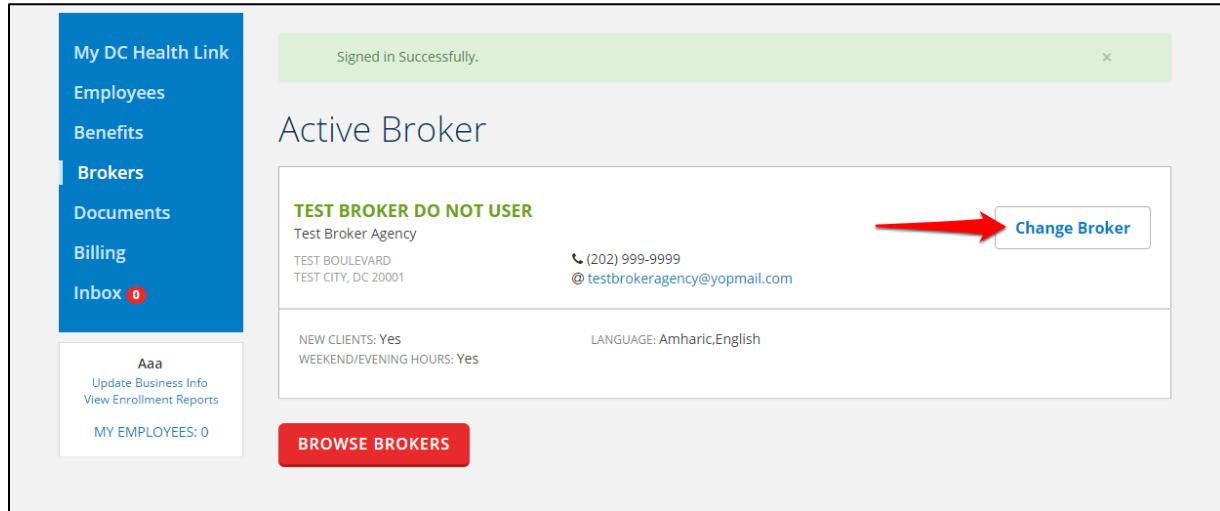 My DC Health Link
Employees
Benefits
Brokers
Documents
Billing
Inbox 0
Aaa
Update Business Info
View Enrollment Reports
MY EMPLOYEES: 0
Signed in Successfully. ×
Active Broker
TEST BROKER DO NOT USER
Test Broker Agency
TEST BOULEVARD
TEST CITY, DC 20001
(202) 999-9999
@ testbrokeragency@yopmail.com
Change Broker
NEW CLIENTS: Yes
WEEKEND/EVENING HOURS: Yes
LANGUAGE: Amharic,English
BROWSE BROKERS